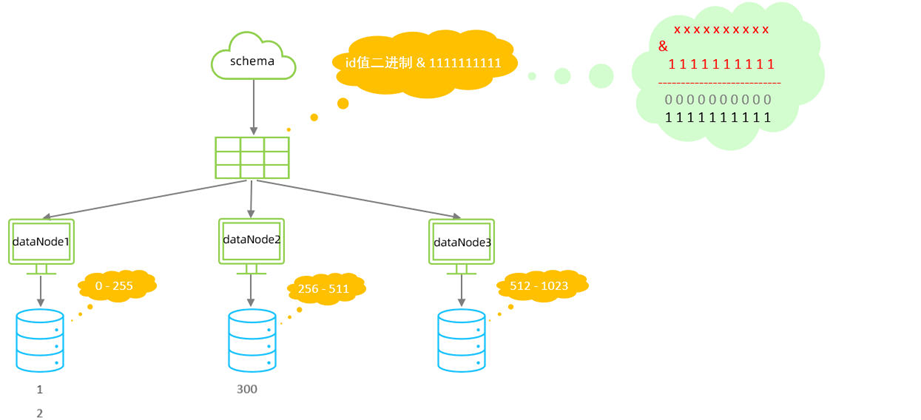 schema
id值二进制 & 1111111111
x x x x x x x x x x
&
1 1 1 1 1 1 1 1 1 1
----------------------------
0 0 0 0 0 0 0 0 0 0
1 1 1 1 1 1 1 1 1 1
dataNode1
dataNode2
dataNode3
0 - 255
256 - 511
512 - 1023
1
300
2